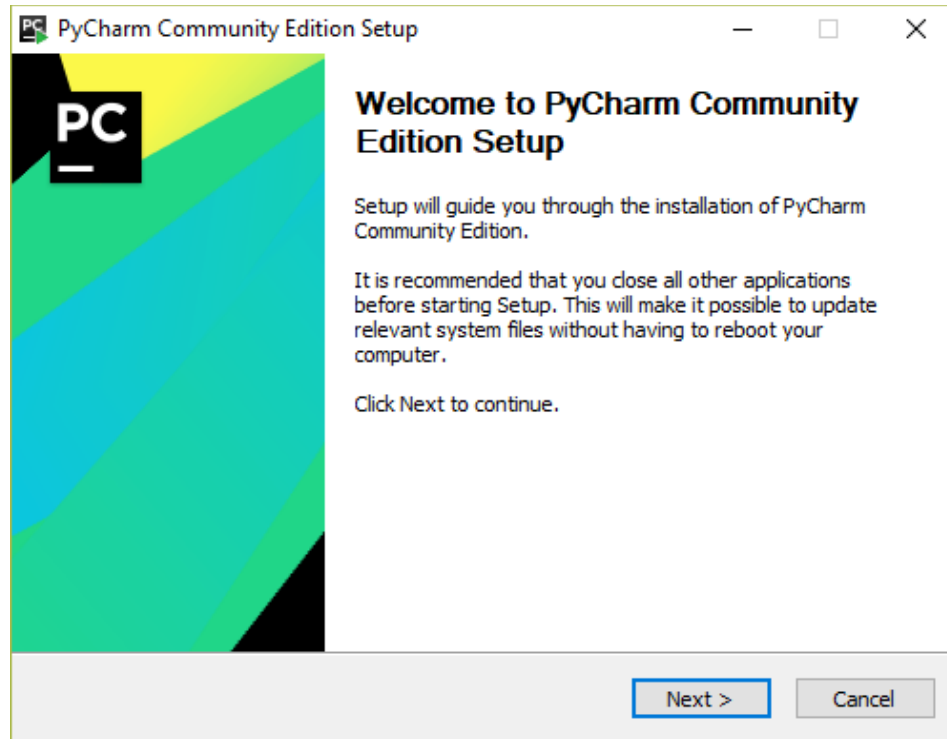 PyCharm Community Edition Setup
PC
Welcome to PyCharm Community
Edition Setup
Setup will guide you through the installation of PyCharm
Community Edition.
It is recommended that you close all other applications
before starting Setup. This will make it possible to update
relevant system files without having to reboot your
computer.
Click Next to continue.
Next >
Cancel